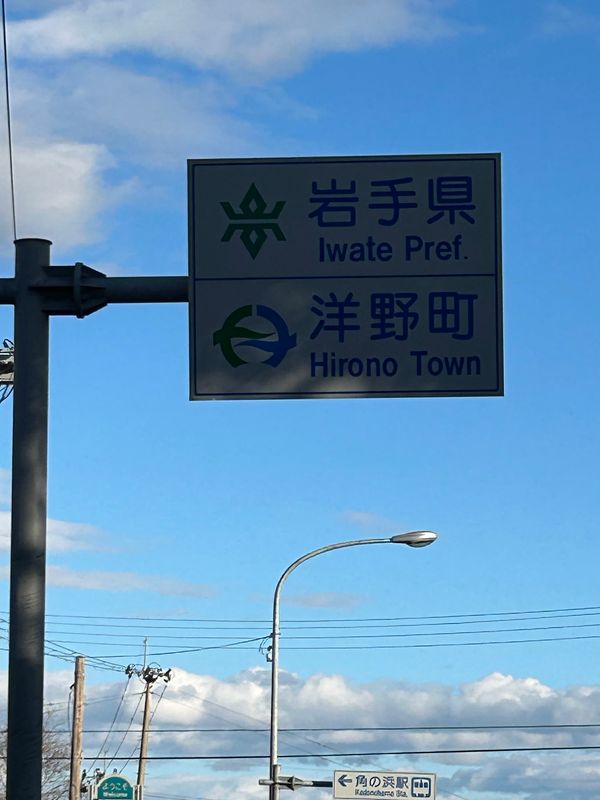 岩手県
Iwate Pref.
洋野町
Hirono Town
角の浜駅
Kadonohama Sta.
ようこそ
Welcome